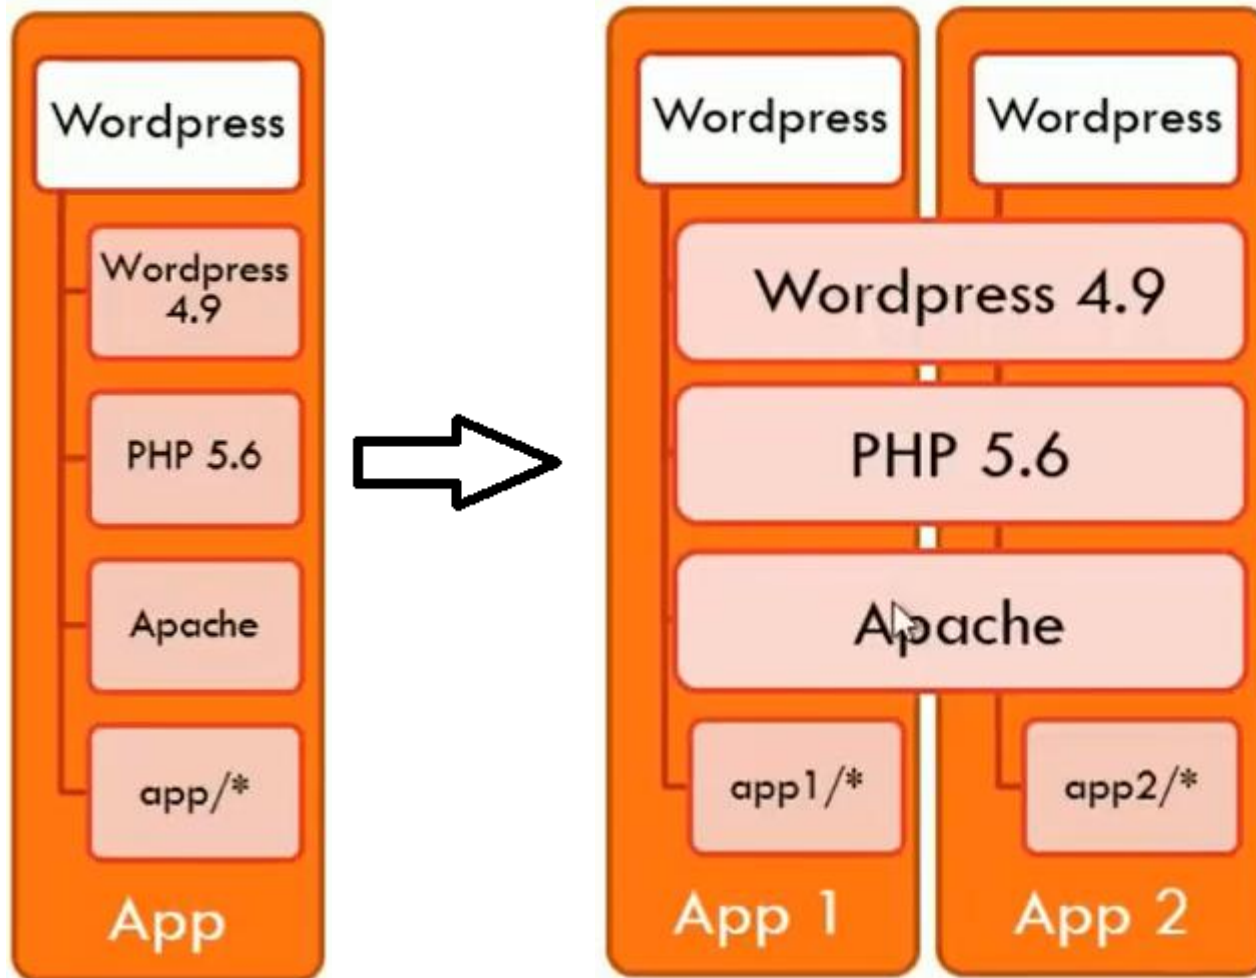 Wordpress
Wordpress
4.9
PHP 5.6
Apache
app/*
App
Wordpress
Wordpress
Wordpress 4.9
PHP 5.6
Apache
app1/*
app2/*
App 1
App 2